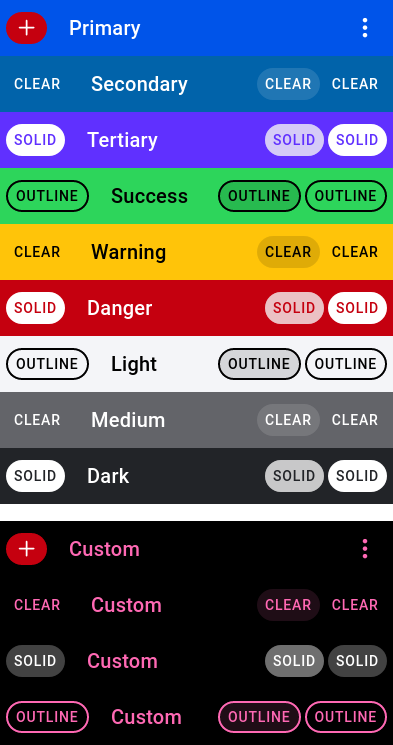 Primary
CLEAR Secondary CLEAR CLEAR
SOLID Tertiary SOLID SOLID
OUTLINE Success OUTLINE OUTLINE
CLEAR Warning CLEAR CLEAR
SOLID Danger SOLID SOLID
OUTLINE Light OUTLINE OUTLINE
CLEAR Medium CLEAR CLEAR
SOLID Dark SOLID SOLID
Custom
CLEAR Custom CLEAR CLEAR
SOLID Custom SOLID SOLID
OUTLINE Custom OUTLINE OUTLINE